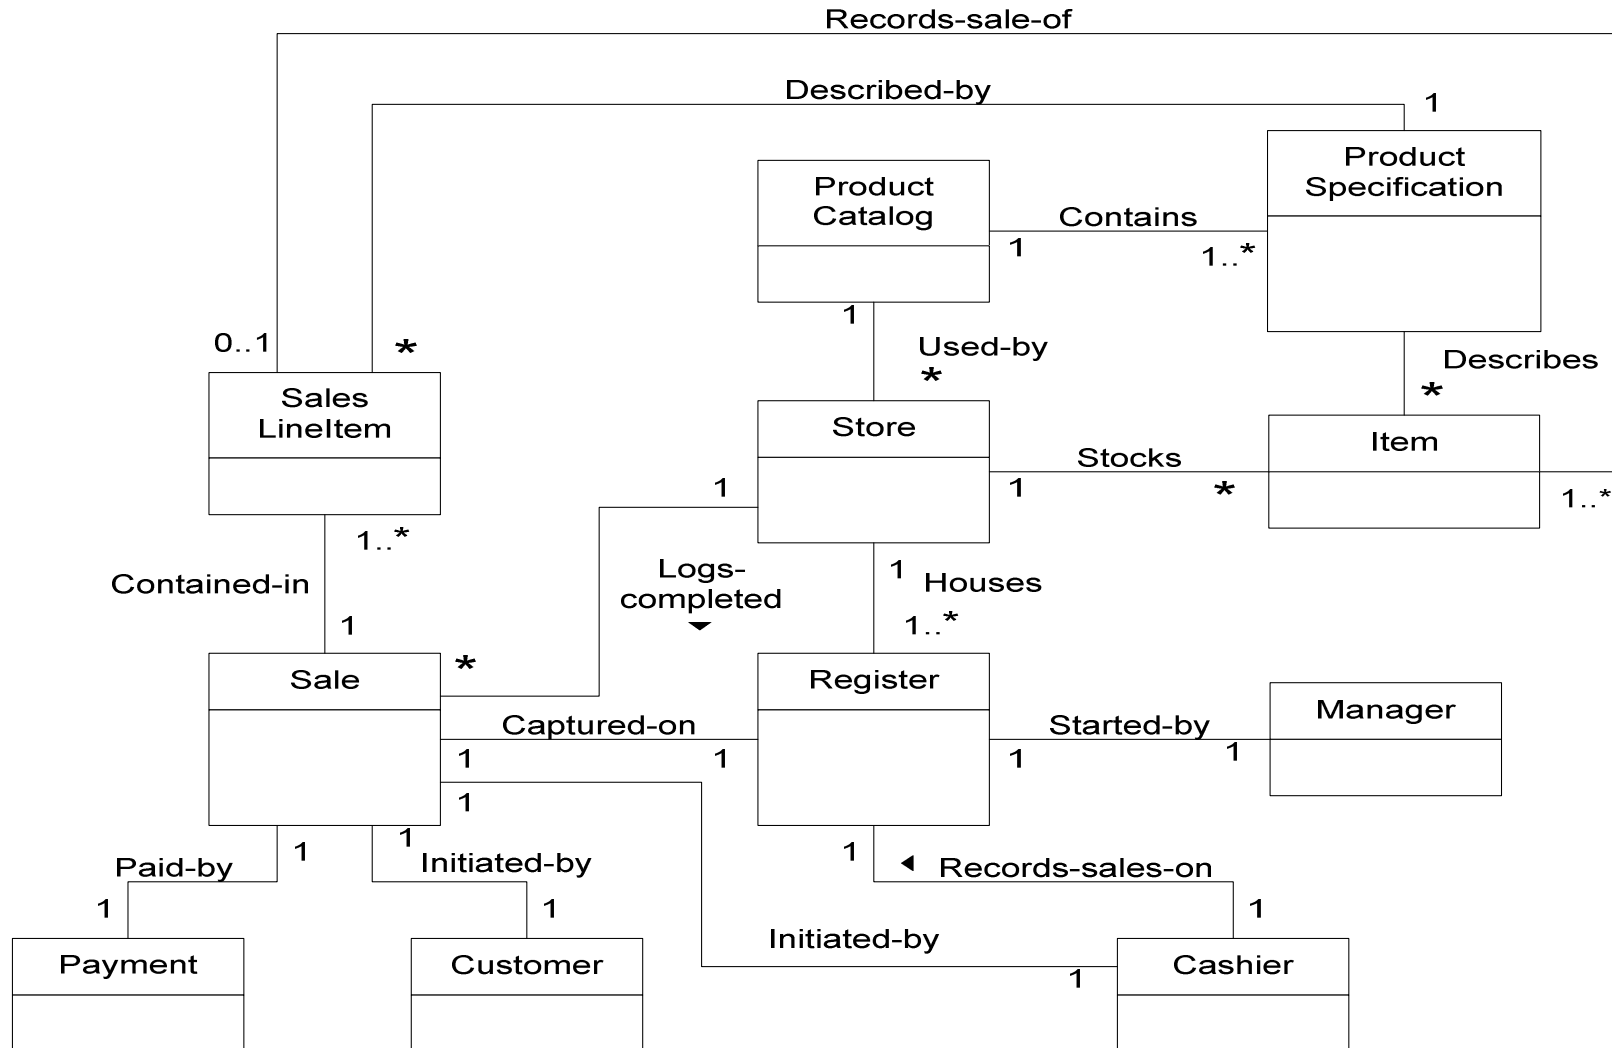 Records-sale-of
Described-by
1
Product
Specification
Product
Catalog
Contains
1
1..*
1
Used-by
*
Describes
*
0..1
*
Sales
LineItem
Store
Item
Stocks
1
1
*
1..*
1..*
Contained-in
1
Logs-
completed
1
Houses
1..*
*
Sale
Register
Manager
Captured-on
1
1
Started-by
1
1
1
1
1
Paid-by
Initiated-by
1
Records-sales-on
1
1
1
Initiated-by
1
Payment
Customer
Cashier